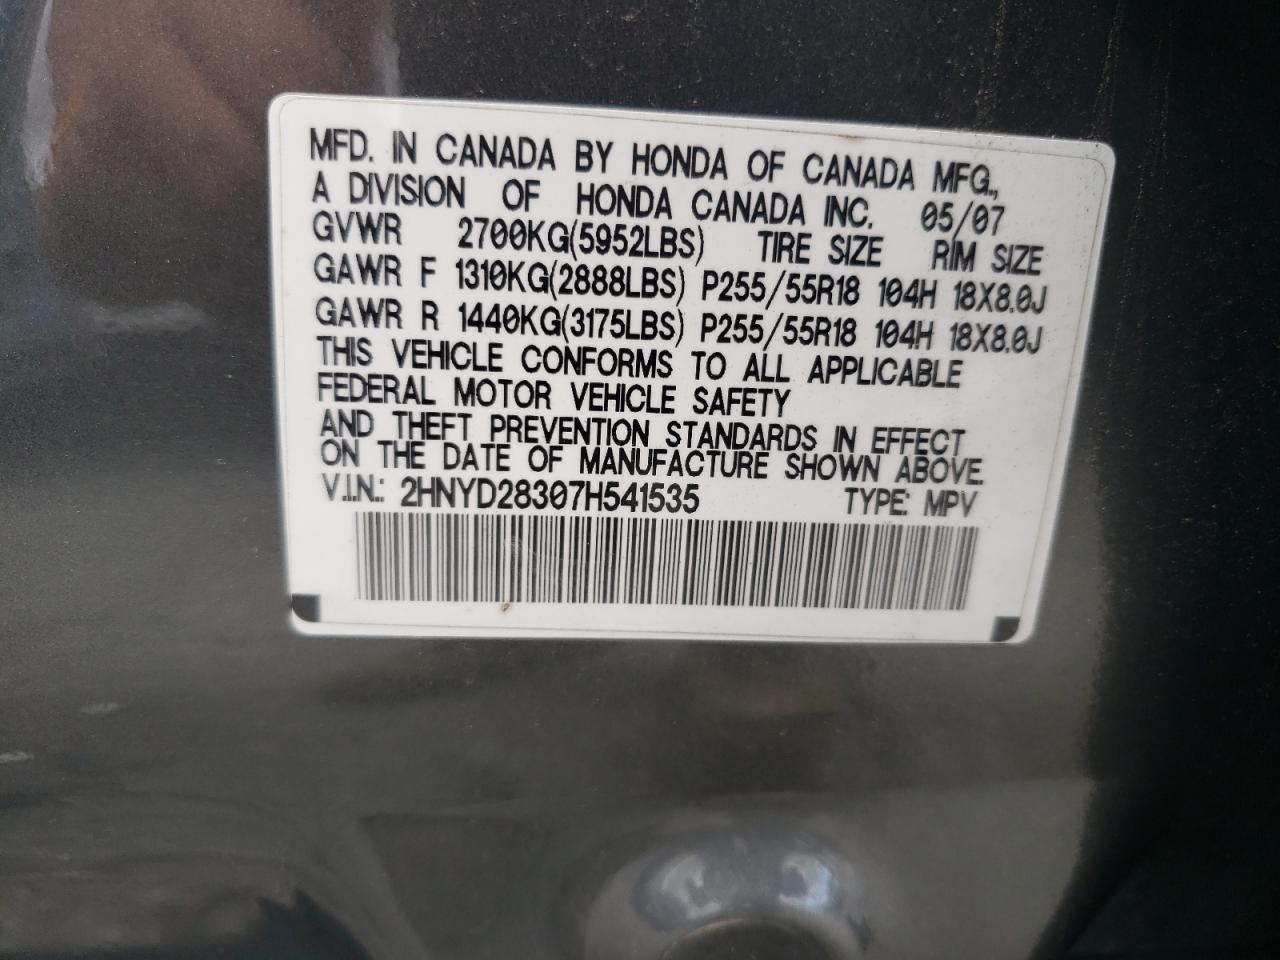 MFD. IN CANADA BY HONDA OF CANADA MFG.,
A DIVISION OF HONDA CANADA INC. 05/07
GVWR 2700KG(5952LBS) TIRE SIZE RIM SIZE
GAWR F 1310KG(2888LBS) P255/55R18 104H 18X8.0J
GAWR R 1440KG(3175LBS) P255/55R18 104H 18X8.0J
THIS VEHICLE CONFORMS TO ALL APPLICABLE
FEDERAL MOTOR VEHICLE SAFETY
AND THEFT PREVENTION STANDARDS IN EFFECT
ON THE DATE OF MANUFACTURE SHOWN ABOVE.
V.I.N.: 2HNYD28307H541535 TYPE: MPV